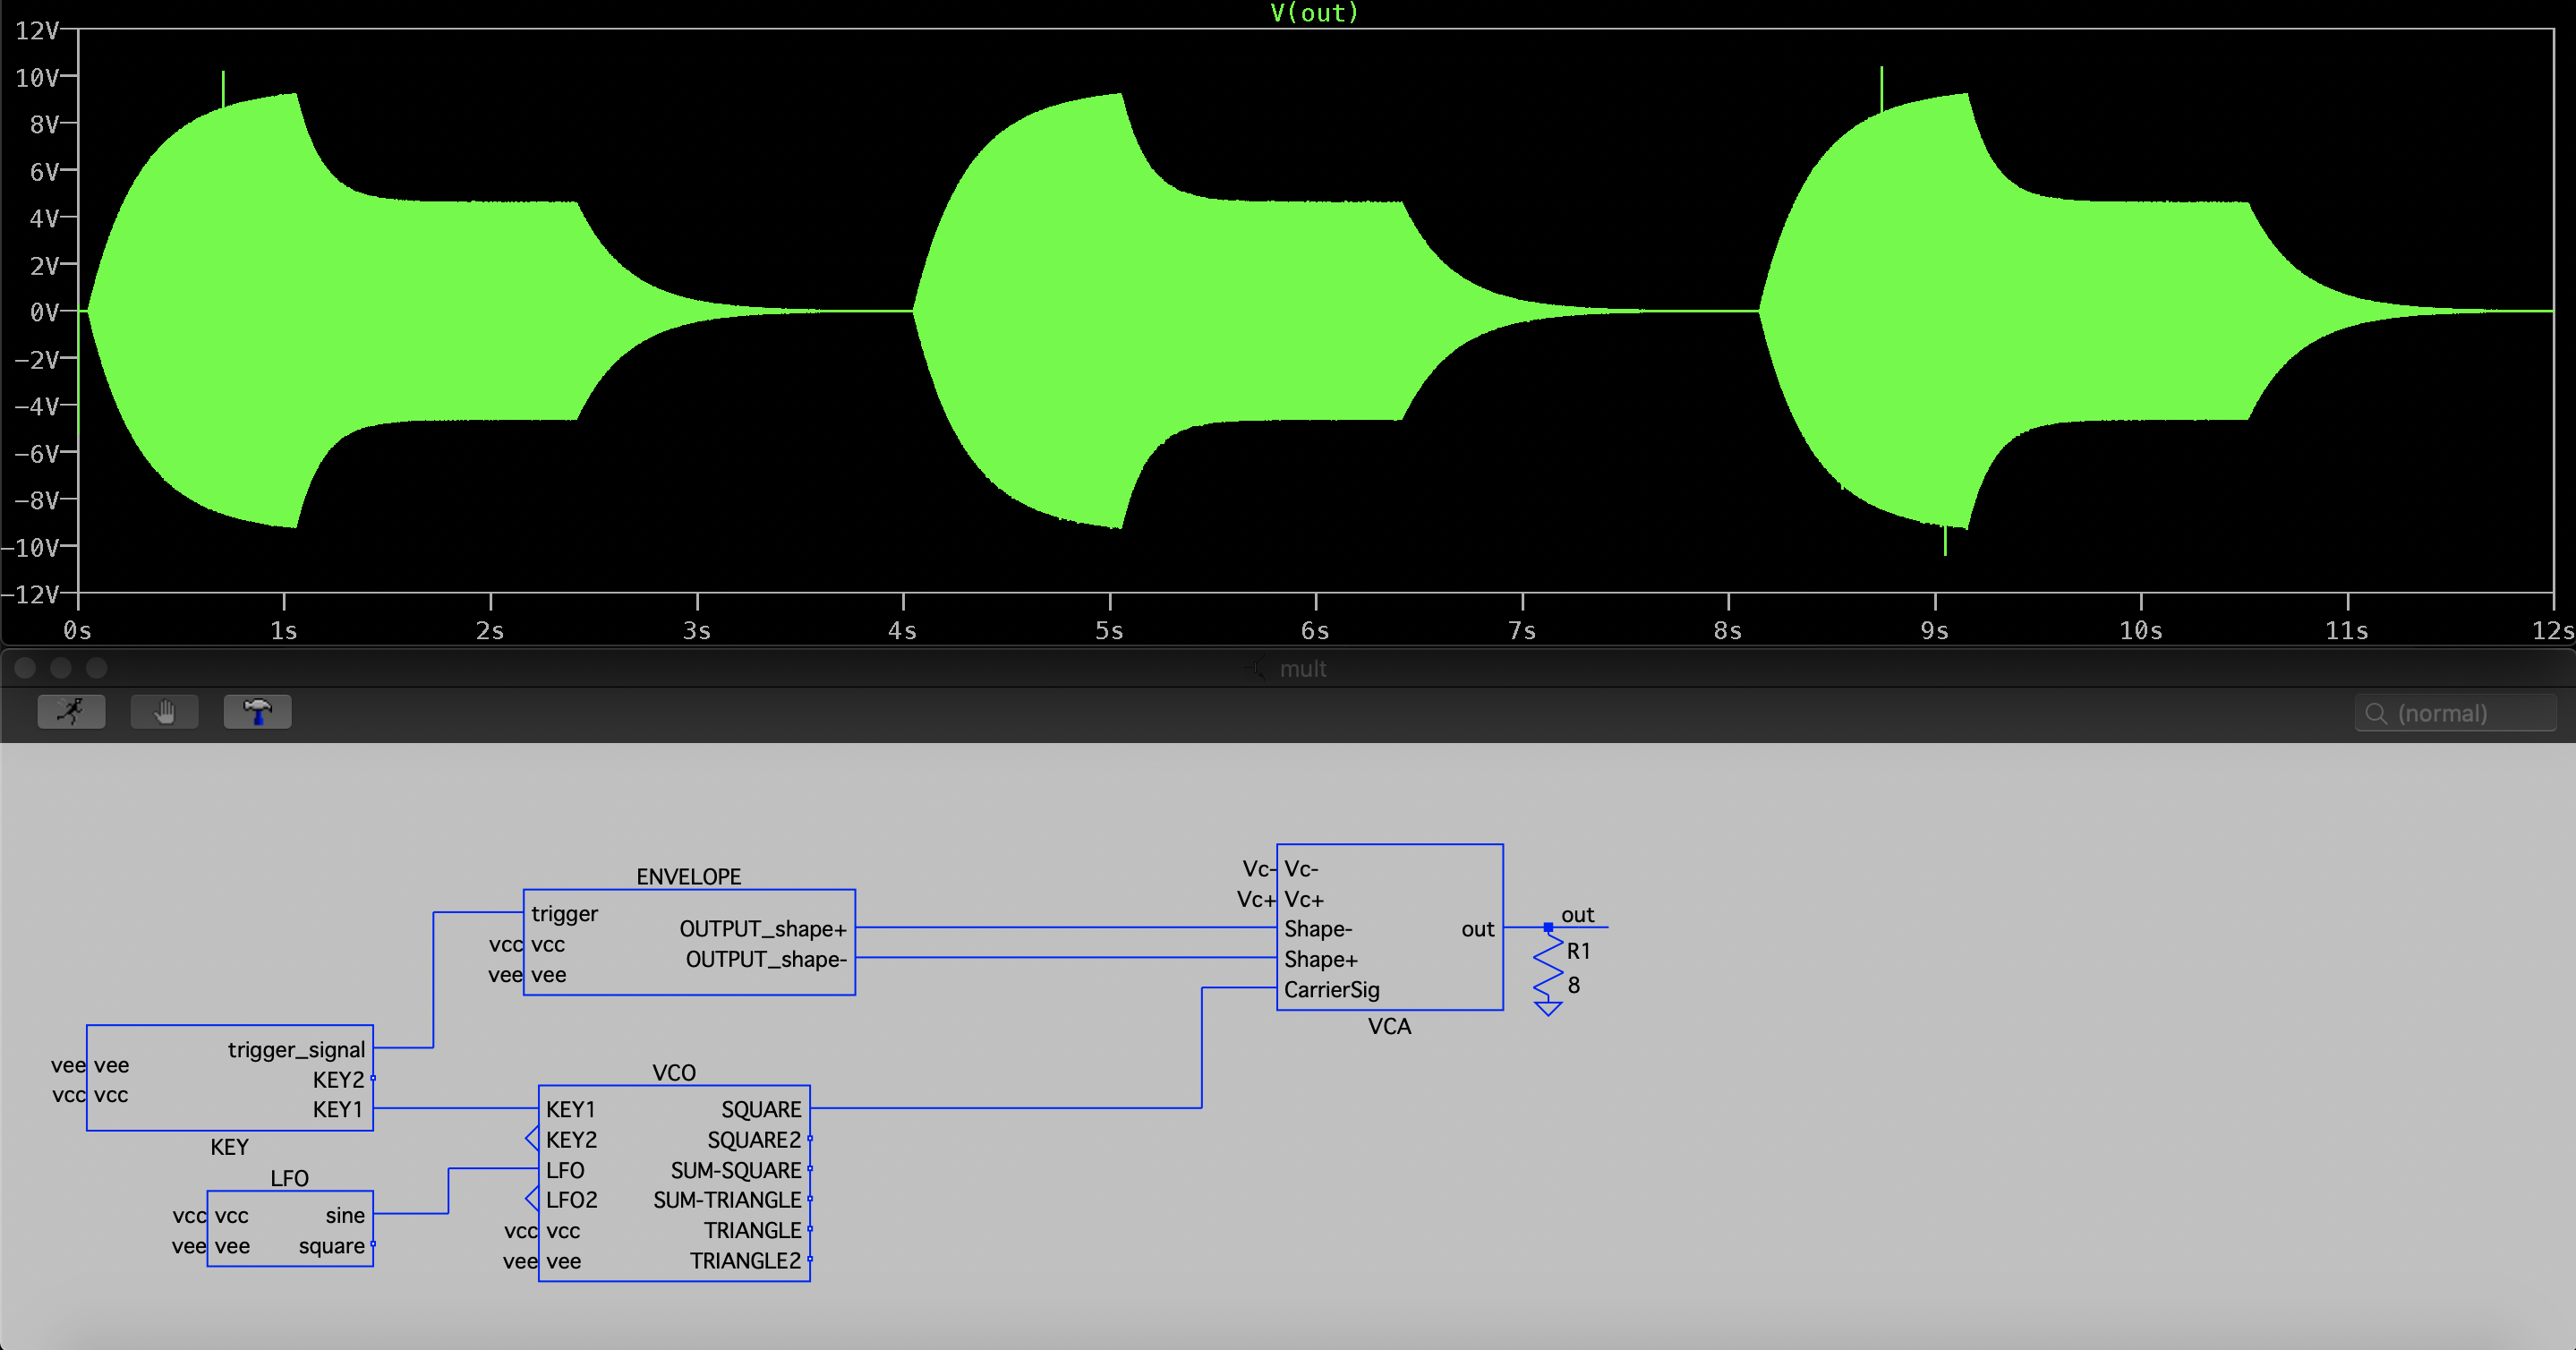 V(out)
12V
10V
8V
6V
4V
2V
0V
−2V
−4V
−6V
−8V
−10V
−12V
0s 1s 2s 3s 4s 5s 6s 7s 8s 9s 10s 11s 12s
mult
(normal)
ENVELOPE
trigger
vcc vcc
vee vee
OUTPUT_shape+
OUTPUT_shape-
Vc- Vc-
Vc+ Vc+
Shape-
Shape+
CarrierSig
out
VCA
out
R1
8
trigger_signal
vee vee
KEY2
vcc vcc
KEY1
KEY
LFO
vcc vcc
sine
vee vee
square
VCO
KEY1
SQUARE
KEY2
SQUARE2
LFO
SUM-SQUARE
LFO2
SUM-TRIANGLE
vcc vcc
TRIANGLE
vee vee
TRIANGLE2